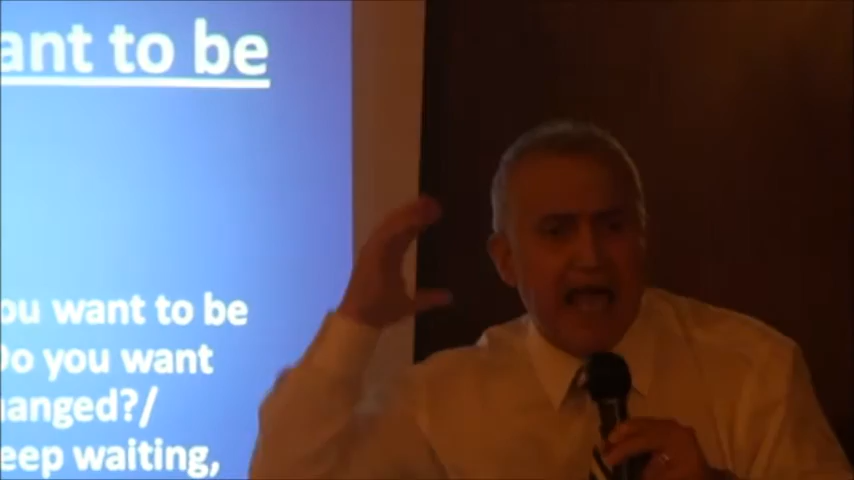 ant to be
ou want to be
Do you want
hanged?/
eep waiting,